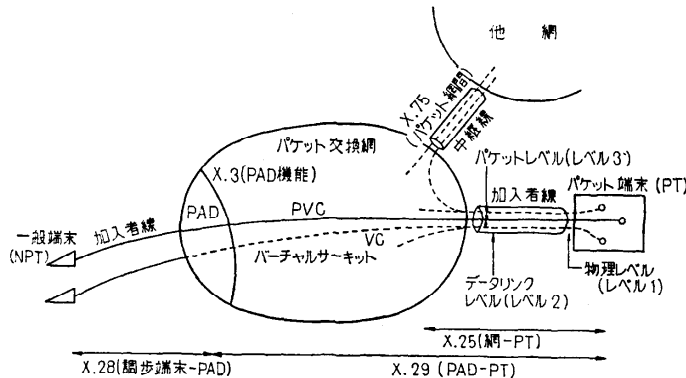 他 網
X.75
(パケット網間)
中継線
パケット交換網
パケットレベル(レベル3)
X.3(PAD機能)
加入者線
パケット端末(PT)
PAD
PVC
加入者線
一般端末
(NPT)
VC
バーチャルサーキット
物理レベル
(レベル1)
データリンク
レベル(レベル2)
X.25(網-PT)
X.28(調歩端末-PAD)
X.29 (PAD-PT)